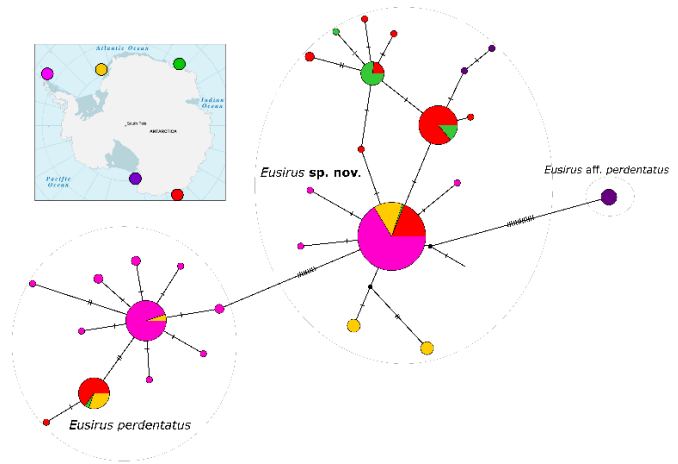 Atlantic Ocean
Indian
Ocean
South Pole
ANTARCTICA
Pacific
Ocean
Eusirus sp. nov.
Eusirus aff. perdentatus
Eusirus perdentatus